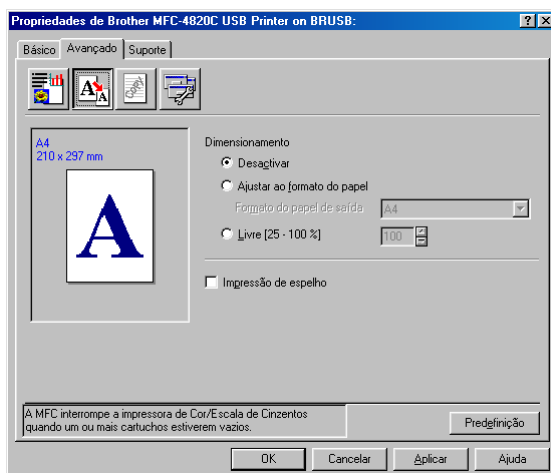 Propriedades de Brother MFC-4820C USB Printer on BRUSB:
Básico Avançado Suporte
A4
210 x 297 mm
A
Dimensionamento
Desactivar
Ajustar ao formato do papel
Formato do papel de saída A4
Livre [25 - 100 %] 100
Impressão de espelho
A MFC interrompe a impressora de Cor/Escala de Cinzentos
quando um ou mais cartuchos estiverem vazios.
Predefinição
OK Cancelar Aplicar Ajuda